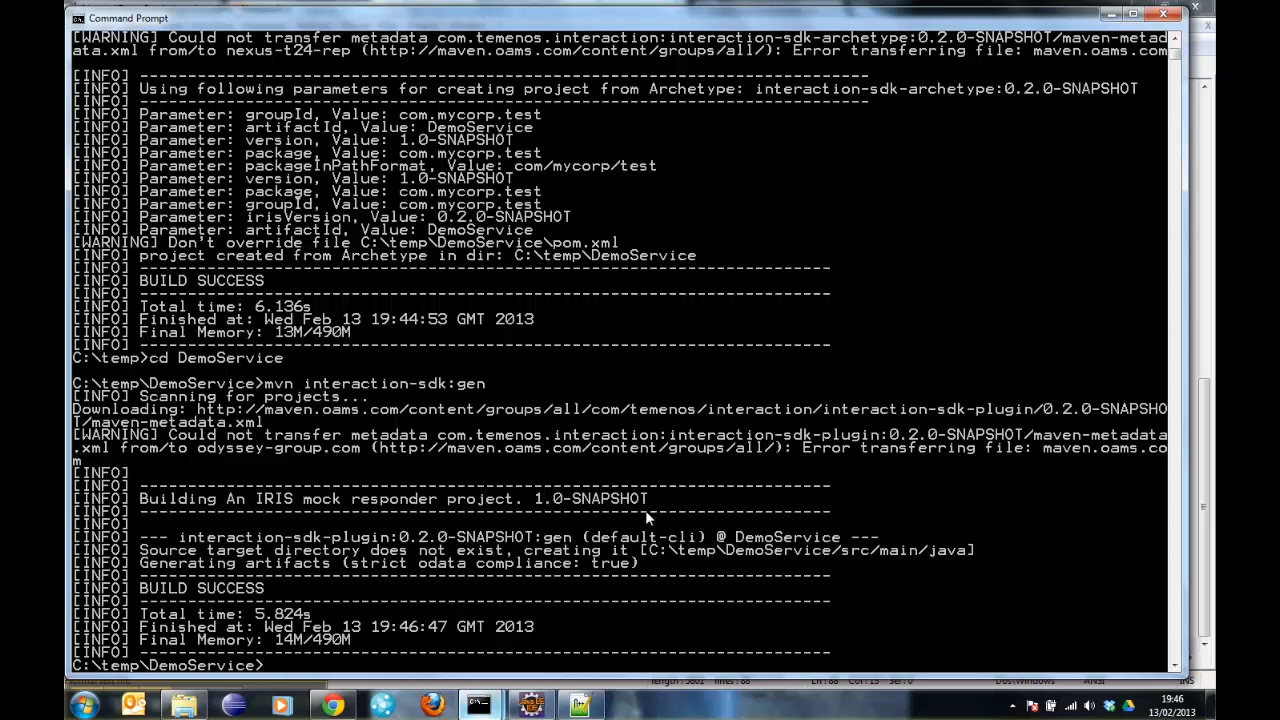 Command Prompt
[WARNING] Could not transfer metadata com.temenos.interaction:interaction-sdk-archetype:0.2.0-SNAPSHOT/maven-metad
ata.xml from/to nexus-t24-rep (http://maven.oams.com/content/groups/all/): Error transferring file: maven.oams.com
[INFO] ----------------------------------------------------------------------------
[INFO] Using following parameters for creating project from Archetype: interaction-sdk-archetype:0.2.0-SNAPSHOT
[INFO] ----------------------------------------------------------------------------
[INFO] Parameter: groupId, Value: com.mycorp.test
[INFO] Parameter: artifactId, Value: DemoService
[INFO] Parameter: version, Value: 1.0-SNAPSHOT
[INFO] Parameter: package, Value: com.mycorp.test
[INFO] Parameter: packageInPathFormat, Value: com/mycorp/test
[INFO] Parameter: version, Value: 1.0-SNAPSHOT
[INFO] Parameter: package, Value: com.mycorp.test
[INFO] Parameter: groupId, Value: com.mycorp.test
[INFO] Parameter: irisVersion, Value: 0.2.0-SNAPSHOT
[INFO] Parameter: artifactId, Value: DemoService
[WARNING] Don't override file C:\temp\DemoService\pom.xml
[INFO] project created from Archetype in dir: C:\temp\DemoService
[INFO] ------------------------------------------------------------------------
[INFO] BUILD SUCCESS
[INFO] ------------------------------------------------------------------------
[INFO] Total time: 6.136s
[INFO] Finished at: Wed Feb 13 19:44:53 GMT 2013
[INFO] Final Memory: 13M/490M
[INFO] ------------------------------------------------------------------------
C:\temp>cd DemoService
C:\temp\DemoService>mvn interaction-sdk:gen
[INFO] Scanning for projects...
Downloading: http://maven.oams.com/content/groups/all/com/temenos/interaction/interaction-sdk-plugin/0.2.0-SNAPSHO
T/maven-metadata.xml
[WARNING] Could not transfer metadata com.temenos.interaction:interaction-sdk-plugin:0.2.0-SNAPSHOT/maven-metadata
.xml from/to odyssey-group.com (http://maven.oams.com/content/groups/all/): Error transferring file: maven.oams.co
m
[INFO]
[INFO] ------------------------------------------------------------------------
[INFO] Building An IRIS mock responder project. 1.0-SNAPSHOT
[INFO] ------------------------------------------------------------------------
[INFO]
[INFO] --- interaction-sdk-plugin:0.2.0-SNAPSHOT:gen (default-cli) @ DemoService ---
[INFO] Source target directory does not exist, creating it [C:\temp\DemoService/src/main/java]
[INFO] Generating artifacts (strict odata compliance: true)
[INFO] ------------------------------------------------------------------------
[INFO] BUILD SUCCESS
[INFO] ------------------------------------------------------------------------
[INFO] Total time: 5.824s
[INFO] Finished at: Wed Feb 13 19:46:47 GMT 2013
[INFO] Final Memory: 14M/490M
[INFO] ------------------------------------------------------------------------
C:\temp\DemoService>
19:46
13/02/2013